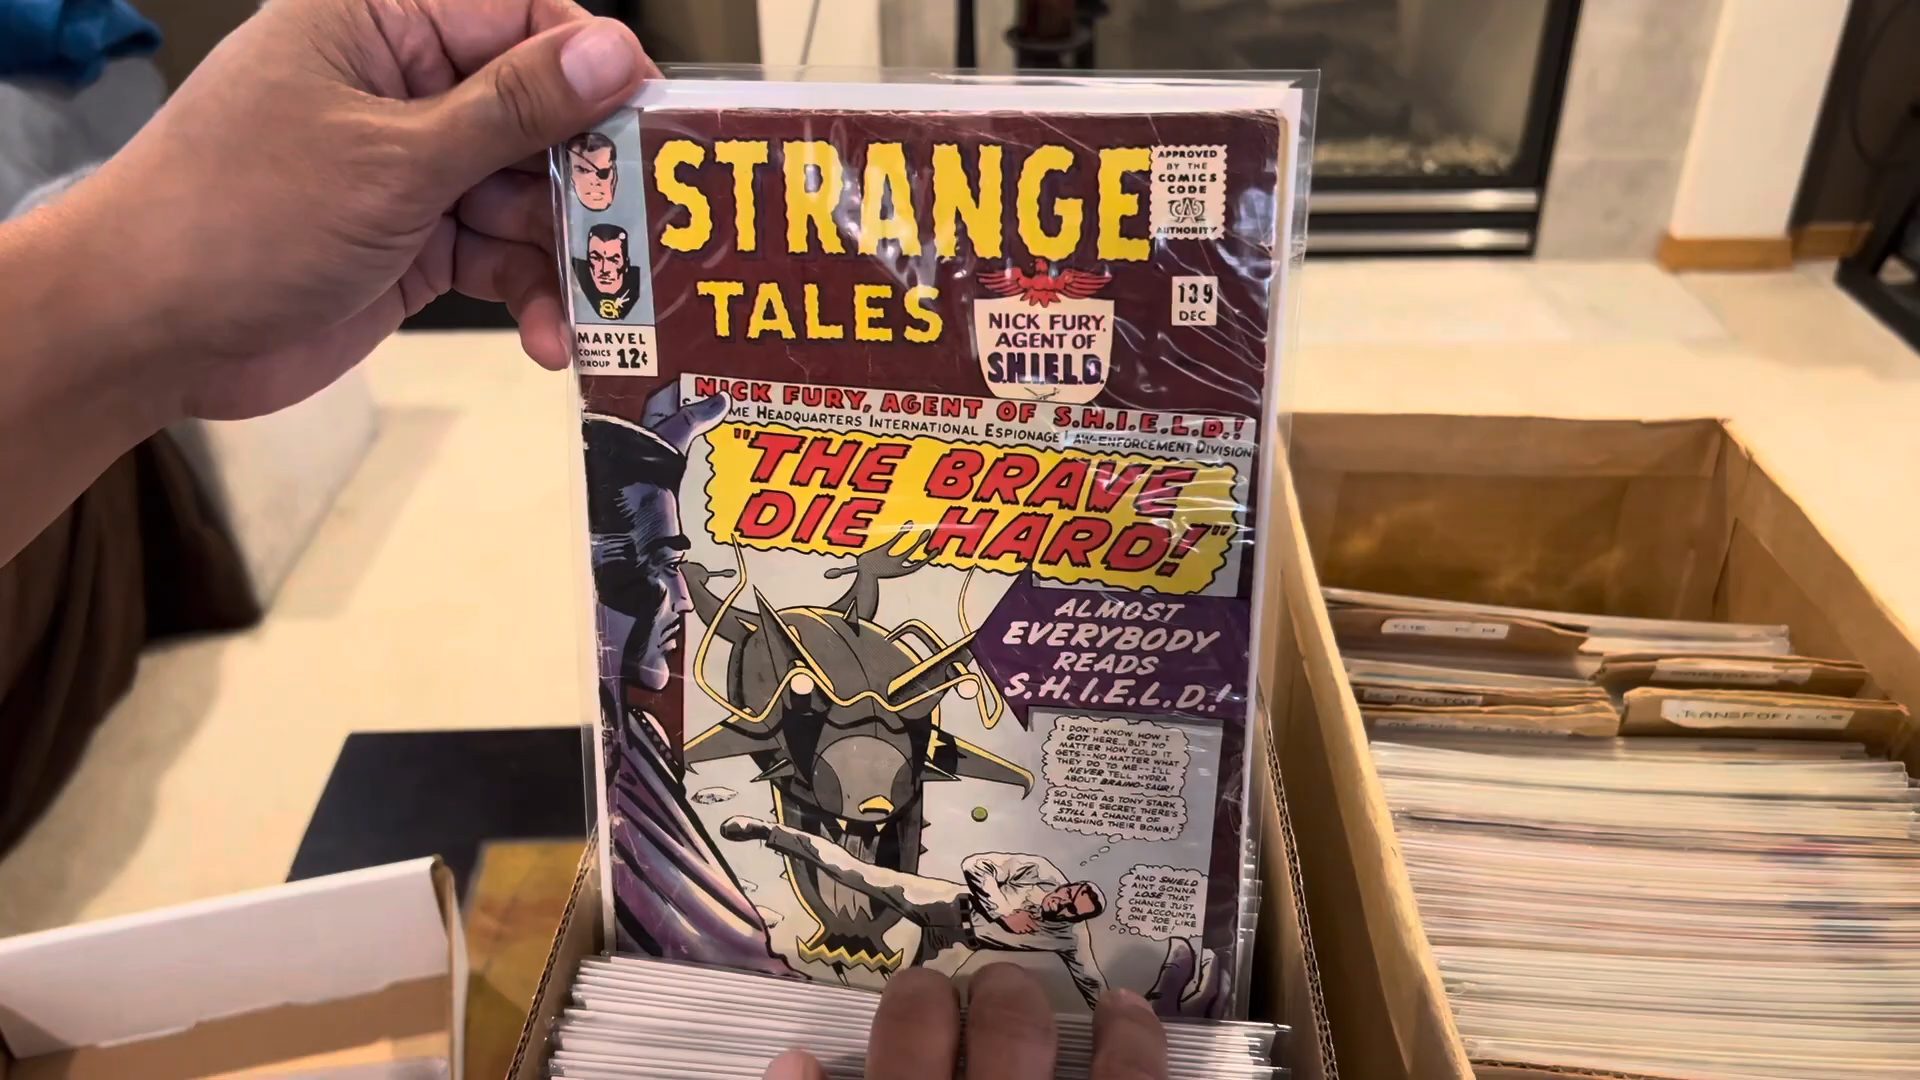 STRANGE
TALES
APPROVED
BY THE
COMICS
CODE
AUTHORITY
139
DEC
MARVEL
COMICS
GROUP 12¢
NICK FURY,
AGENT OF
S.H.I.E.L.D.
NICK FURY, AGENT OF S.H.I.E.L.D.!
HEADQUARTERS INTERNATIONAL ESPIONAGE LAW-ENFORCEMENT DIVISION
"THE BRAVE
DIE HARD!"
ALMOST
EVERYBODY
READS
S.H.I.E.L.D.!
I DON'T KNOW HOW I
GOT HERE...BUT NO
MATTER HOW COLD IT
GETS--NO MATTER WHAT
THEY DO TO ME--I'LL
NEVER TELL HYDRA
ABOUT BRAINO-SAUR!
SO LONG AS TONY STARK
HAS THE SECRET, THERE'S
STILL A CHANCE OF
SMASHING THEIR BOMB!
AND SHIELD
AIN'T GONNA
LOSE THAT
CHANCE JUST
ON ACCOUNTA
ONE JOE LIKE
ME!
X-FACTOR